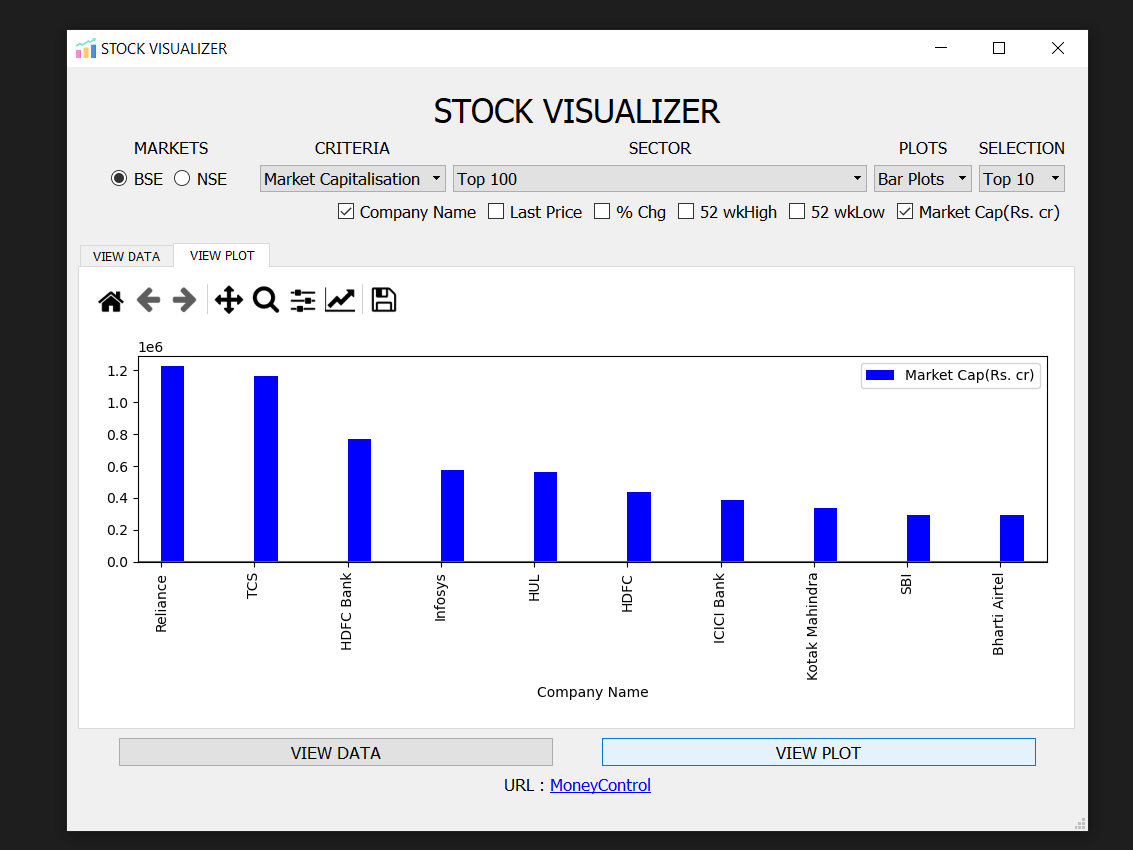 STOCK VISUALIZER
STOCK VISUALIZER
MARKETS CRITERIA SECTOR PLOTS SELECTION
BSE NSE Market Capitalisation Top 100 Bar Plots Top 10
Company Name Last Price % Chg 52 wkHigh 52 wkLow Market Cap(Rs. cr)
VIEW DATA VIEW PLOT
1e6
Market Cap(Rs. cr)
1.2
1.0
0.8
0.6
0.4
0.2
0.0
Reliance
TCS
HDFC Bank
Infosys
HUL
HDFC
ICICI Bank
Kotak Mahindra
SBI
Bharti Airtel
Company Name
VIEW DATA VIEW PLOT
URL : MoneyControl